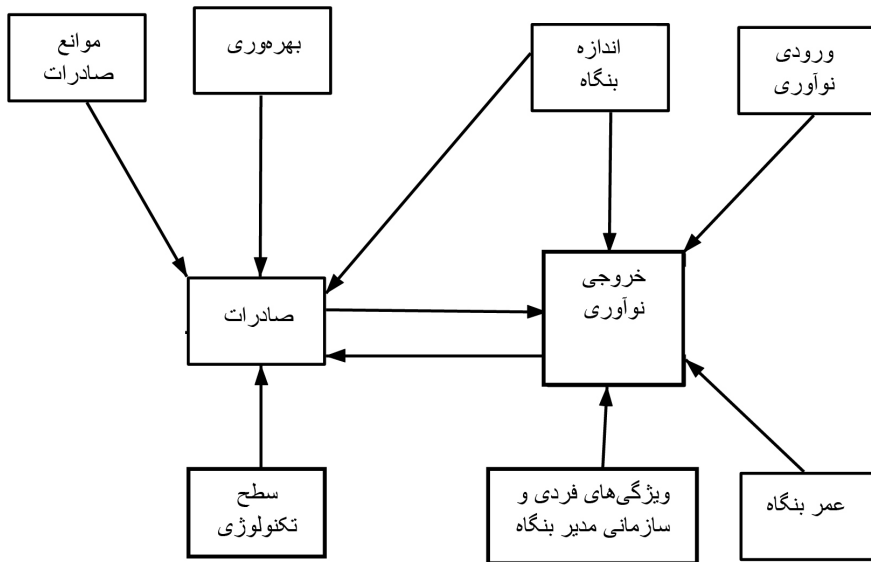 موانع
صادرات
بهره‌وری
اندازه
بنگاه
ورودی
نوآوری
صادرات
خروجی
نوآوری
سطح
تکنولوژی
ویژگی‌های فردی و
سازمانی مدیر بنگاه
عمر بنگاه